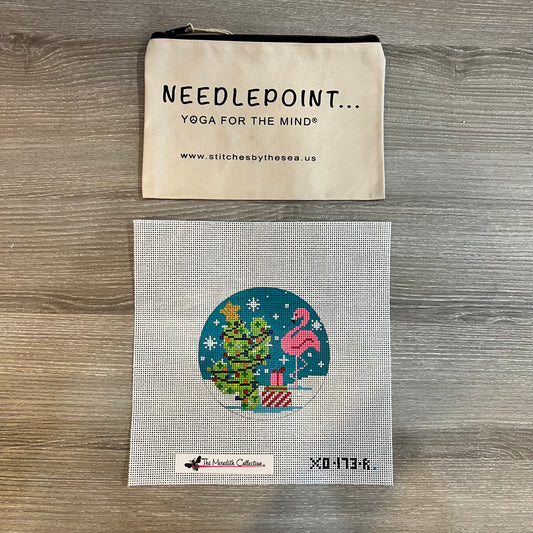 NEEDLEPOINT...
YOGA FOR THE MIND®
www.stitchesbythesea.us
The Meredith Collection
XO-173-R.